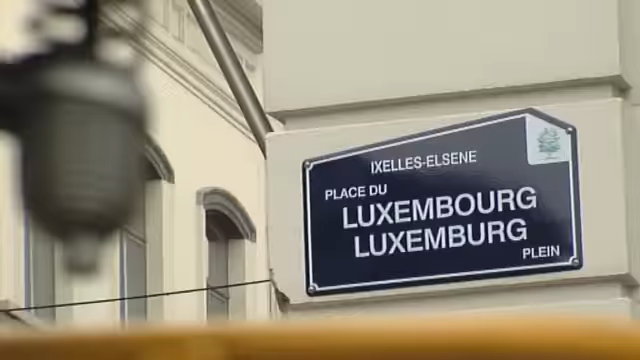 IXELLES-ELSENE
PLACE DU
LUXEMBOURG
LUXEMBURG
PLEIN